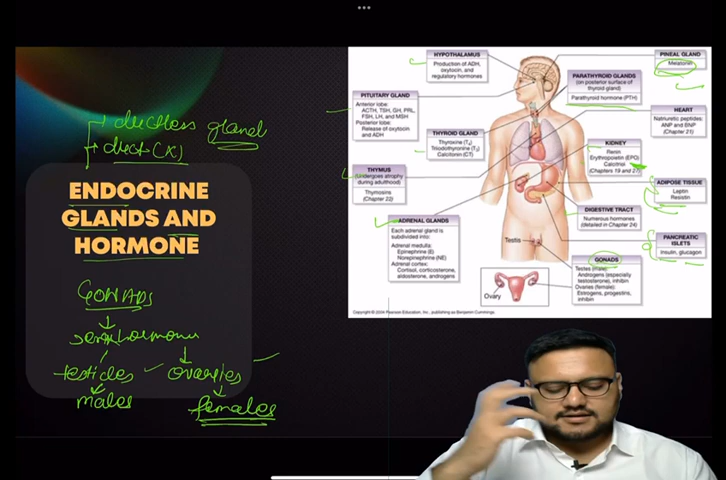 ductless gland
duct (X)
ENDOCRINE
GLANDS AND
HORMONE
GONADS
testicles
ovaries
males
females
HYPOTHALAMUS
Production of ADH,
oxytocin, and
regulatory hormones
PITUITARY GLAND
Anterior lobe:
ACTH, TSH, GH, PRL,
FSH, LH, and MSH
Posterior lobe:
Release of oxytocin
and ADH
THYROID GLAND
Thyroxine (T4)
Triiodothyronine (T3)
Calcitonin (CT)
THYMUS
(Undergoes atrophy
during adulthood)
Thymosins
(Chapter 22)
ADRENAL GLANDS
Each adrenal gland is
subdivided into:
Adrenal medulla:
Epinephrine (E)
Norepinephrine (NE)
Adrenal cortex:
Cortisol, corticosterone,
aldosterone, androgens
PINEAL GLAND
Melatonin
PARATHYROID GLANDS
(on posterior surface of
thyroid gland)
Parathyroid hormone (PTH)
HEART
Natriuretic peptides:
ANP and BNP
(Chapter 21)
KIDNEY
Renin
Erythropoietin (EPO)
Calcitriol
(Chapters 19 and 27)
ADIPOSE TISSUE
Leptin
Resistin
DIGESTIVE TRACT
Numerous hormones
(detailed in Chapter 24)
PANCREATIC
ISLETS
Insulin, glucagon
GONADS
Testes (male):
Androgens (especially
testosterone), inhibin
Ovaries (female):
Estrogens, progestins,
inhibin
Testis
Ovary
Copyright © 2004 Pearson Education, Inc., publishing as Benjamin Cummings.